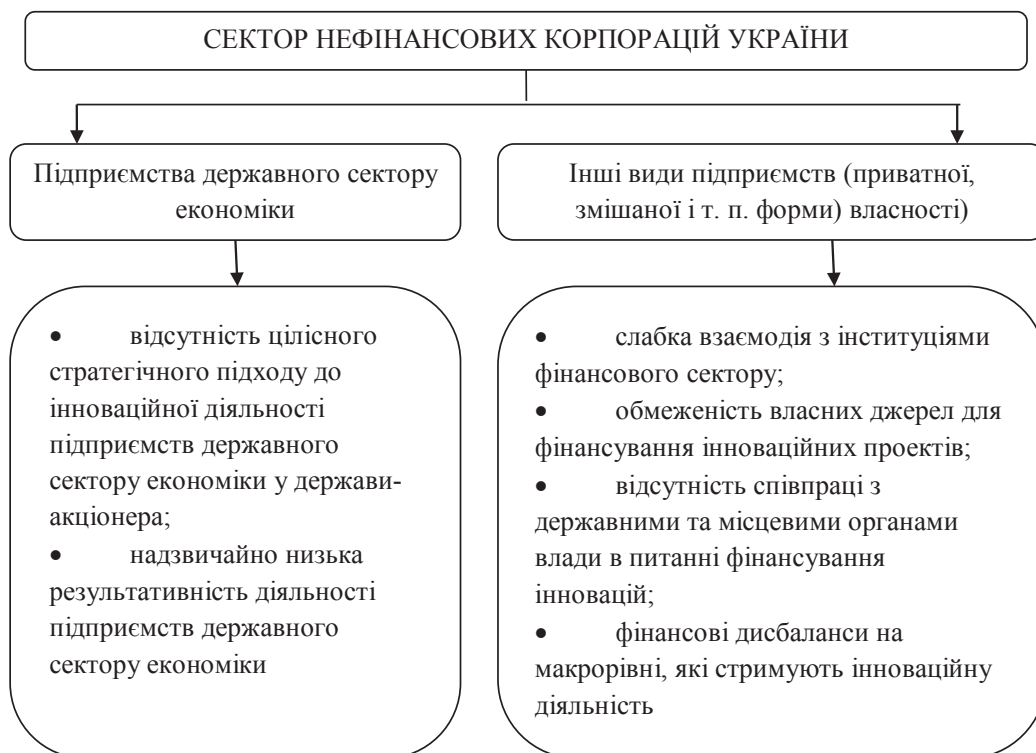 СЕКТОР НЕФІНАНСОВИХ КОРПОРАЦІЙ УКРАЇНИ
Підприємства державного сектору
економіки
Інші види підприємств (приватної,
змішаної і т. п. форми) власності)
• відсутність цілісного
стратегічного підходу до
інноваційної діяльності
підприємств державного
сектору економіки у держави-
акціонера;
• надзвичайно низька
результативність діяльності
підприємств державного
сектору економіки
• слабка взаємодія з інституціями
фінансового сектору;
• обмеженість власних джерел для
фінансування інноваційних проектів;
• відсутність співпраці з
державними та місцевими органами
влади в питанні фінансування
інновацій;
• фінансові дисбаланси на
макрорівні, які стримують інноваційну
діяльність